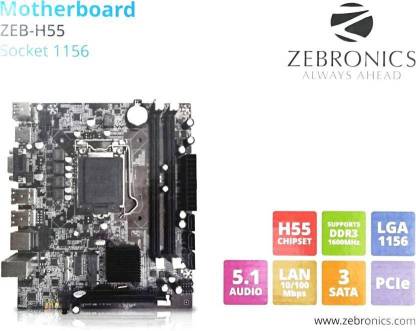 Motherboard
ZEB-H55
Socket 1156
ZEBRONICS
ALWAYS AHEAD
H55
CHIPSET
SUPPORTS
DDR3
1600MHz
LGA
1156
5.1
AUDIO
LAN
10/100
Mbps
3
SATA
PCIe
www.zebronics.com